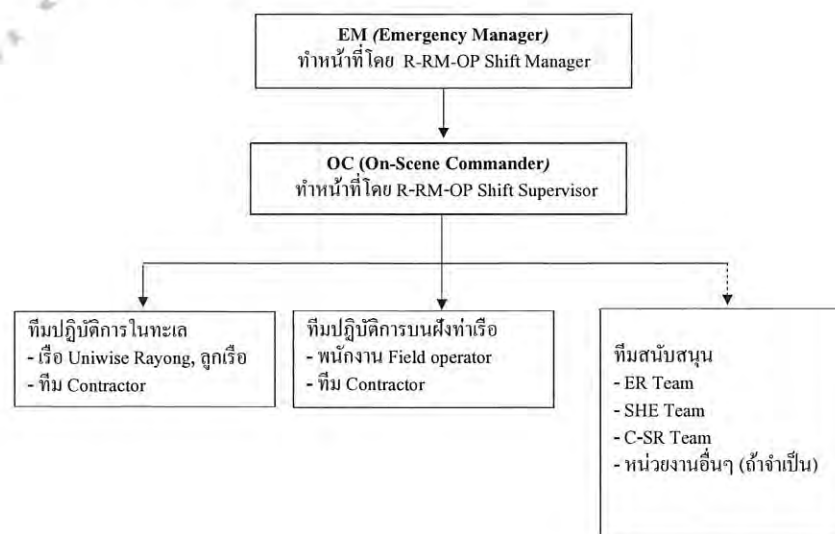 EM (Emergency Manager)
ทำหน้าที่โดย R-RM-OP Shift Manager
OC (On-Scene Commander)
ทำหน้าที่โดย R-RM-OP Shift Supervisor
ทีมปฏิบัติการในทะเล
- เรือ Uniwise Rayong, ลูกเรือ
- ทีม Contractor
ทีมปฏิบัติการบนฝั่งท่าเรือ
- พนักงาน Field operator
- ทีม Contractor
ทีมสนับสนุน
- ER Team
- SHE Team
- C-SR Team
- หน่วยงานอื่นๆ (ถ้าจำเป็น)